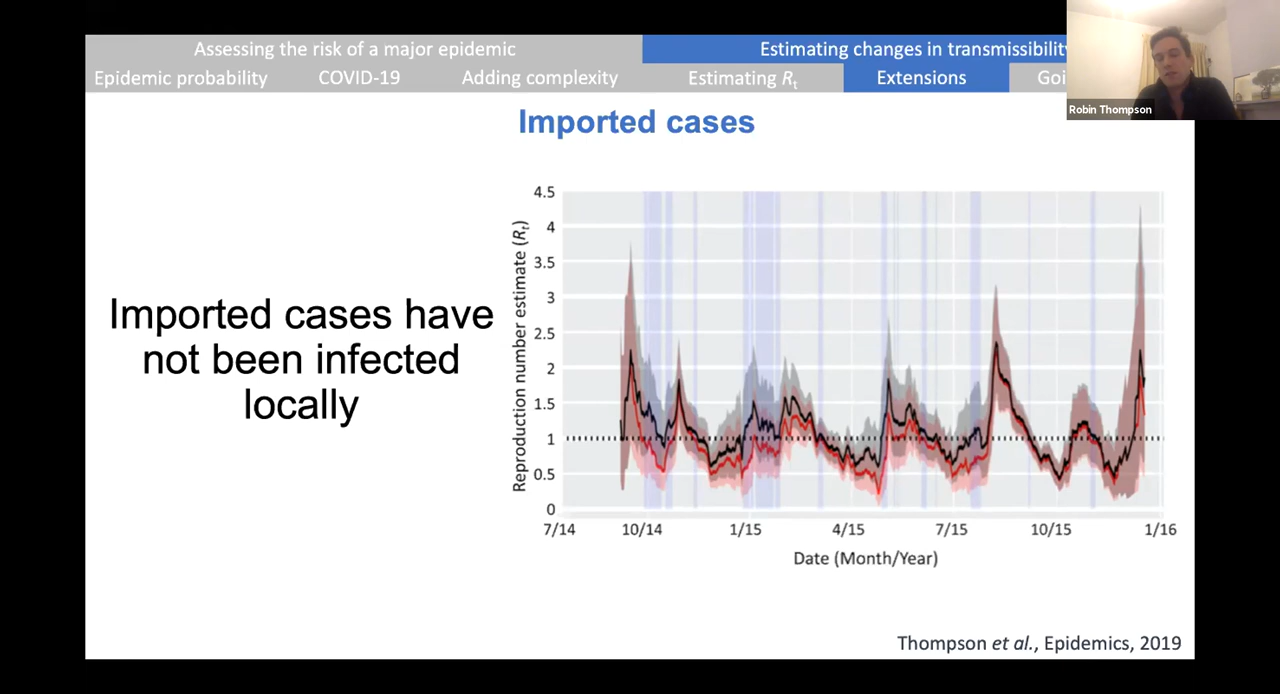 Assessing the risk of a major epidemic
Estimating changes in transmissibility
Epidemic probability
COVID-19
Adding complexity
Estimating Rt
Extensions
Robin Thompson
Imported cases
Imported cases have
not been infected
locally
Reproduction number estimate (Rt)
4.5
4
3.5
3
2.5
2
1.5
1
0.5
0
7/14
10/14
1/15
4/15
7/15
10/15
1/16
Date (Month/Year)
Thompson et al., Epidemics, 2019